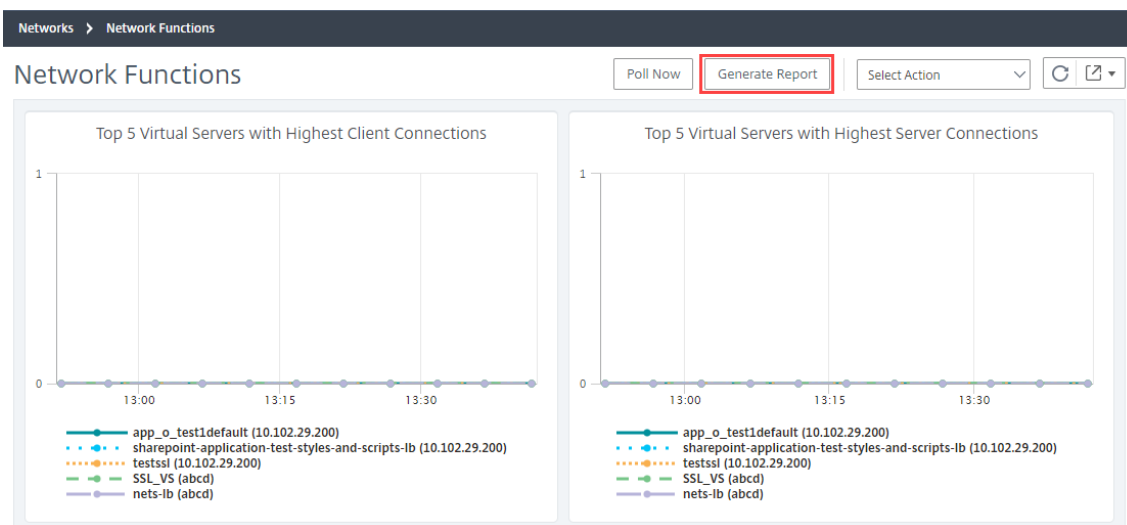 Networks > Network Functions
Network Functions
Poll Now
Generate Report
Select Action
Top 5 Virtual Servers with Highest Client Connections
1
0
13:00 13:15 13:30
app_o_test1default (10.102.29.200)
sharepoint-application-test-styles-and-scripts-lb (10.102.29.200)
testssl (10.102.29.200)
SSL_VS (abcd)
nets-lb (abcd)
Top 5 Virtual Servers with Highest Server Connections
1
0
13:00 13:15 13:30
app_o_test1default (10.102.29.200)
sharepoint-application-test-styles-and-scripts-lb (10.102.29.200)
testssl (10.102.29.200)
SSL_VS (abcd)
nets-lb (abcd)